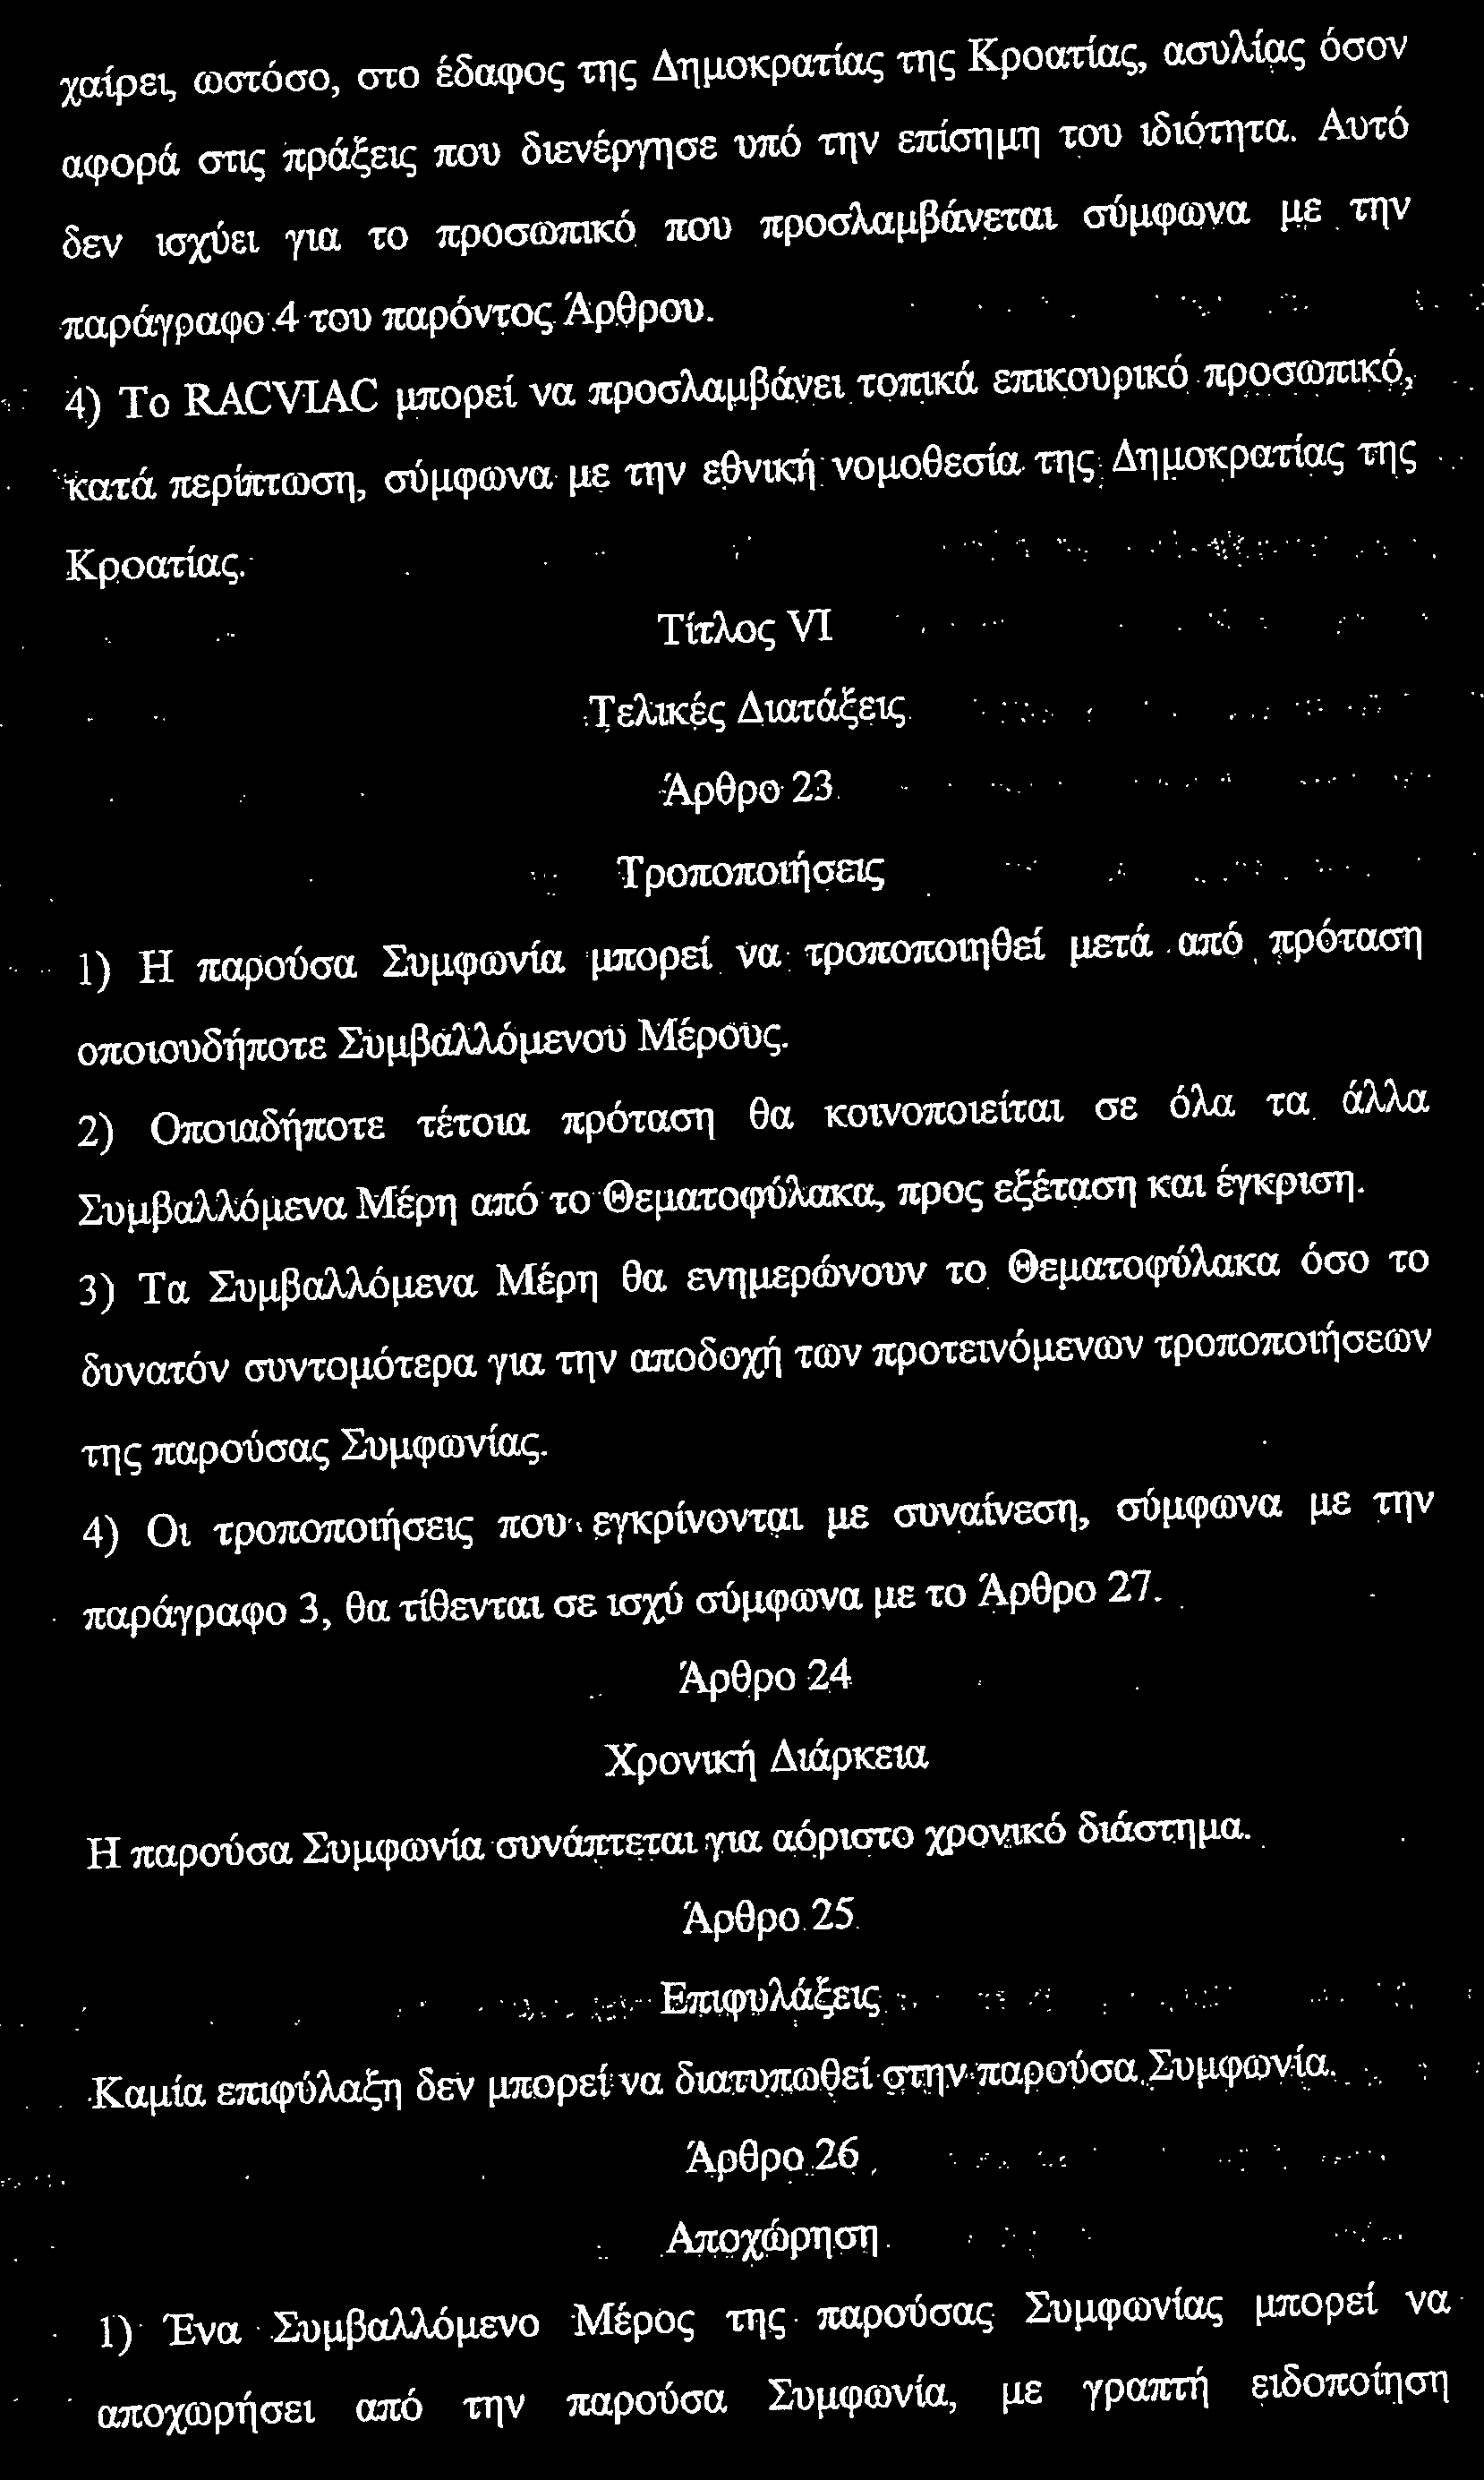 χαίρει, ωστόσο, στο έδαφος της Δημοκρατίας της Κροατίας, ασυλίας όσον
αφορά στις πράξεις που διενέργησε υπό την επίσημη του ιδιότητα. Αυτό
δεν ισχύει για το προσωπικό που προσλαμβάνεται σύμφωνα με την
παράγραφο 4 του παρόντος Άρθρου.
4) Το RACVIAC μπορεί να προσλαμβάνει τοπικά επικουρικό προσωπικό,
κατά περίπτωση, σύμφωνα με την εθνική νομοθεσία της Δημοκρατίας της
Κροατίας.
Τίτλος VI
Τελικές Διατάξεις
Άρθρο 23
Τροποποιήσεις
1) Η παρούσα Συμφωνία μπορεί να τροποποιηθεί μετά από πρόταση
οποιουδήποτε Συμβαλλόμενου Μέρους.
2) Οποιαδήποτε τέτοια πρόταση θα κοινοποιείται σε όλα τα άλλα
Συμβαλλόμενα Μέρη από το Θεματοφύλακα, προς εξέταση και έγκριση.
3) Τα Συμβαλλόμενα Μέρη θα ενημερώνουν το Θεματοφύλακα όσο το
δυνατόν συντομότερα για την αποδοχή των προτεινόμενων τροποποιήσεων
της παρούσας Συμφωνίας.
4) Οι τροποποιήσεις που εγκρίνονται με συναίνεση, σύμφωνα με την
παράγραφο 3, θα τίθενται σε ισχύ σύμφωνα με το Άρθρο 27.
Άρθρο 24
Χρονική Διάρκεια
Η παρούσα Συμφωνία συνάπτεται για αόριστο χρονικό διάστημα.
Άρθρο 25
Επιφυλάξεις
Καμία επιφύλαξη δεν μπορεί να διατυπωθεί στην παρούσα Συμφωνία.
Άρθρο 26
Αποχώρηση
1) Ένα Συμβαλλόμενο Μέρος της παρούσας Συμφωνίας μπορεί να
αποχωρήσει από την παρούσα Συμφωνία, με γραπτή ειδοποίηση